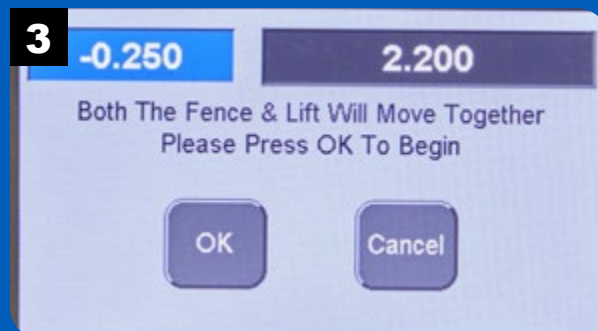 3
-0.250 2.200
Both The Fence & Lift Will Move Together
Please Press OK To Begin
OK Cancel